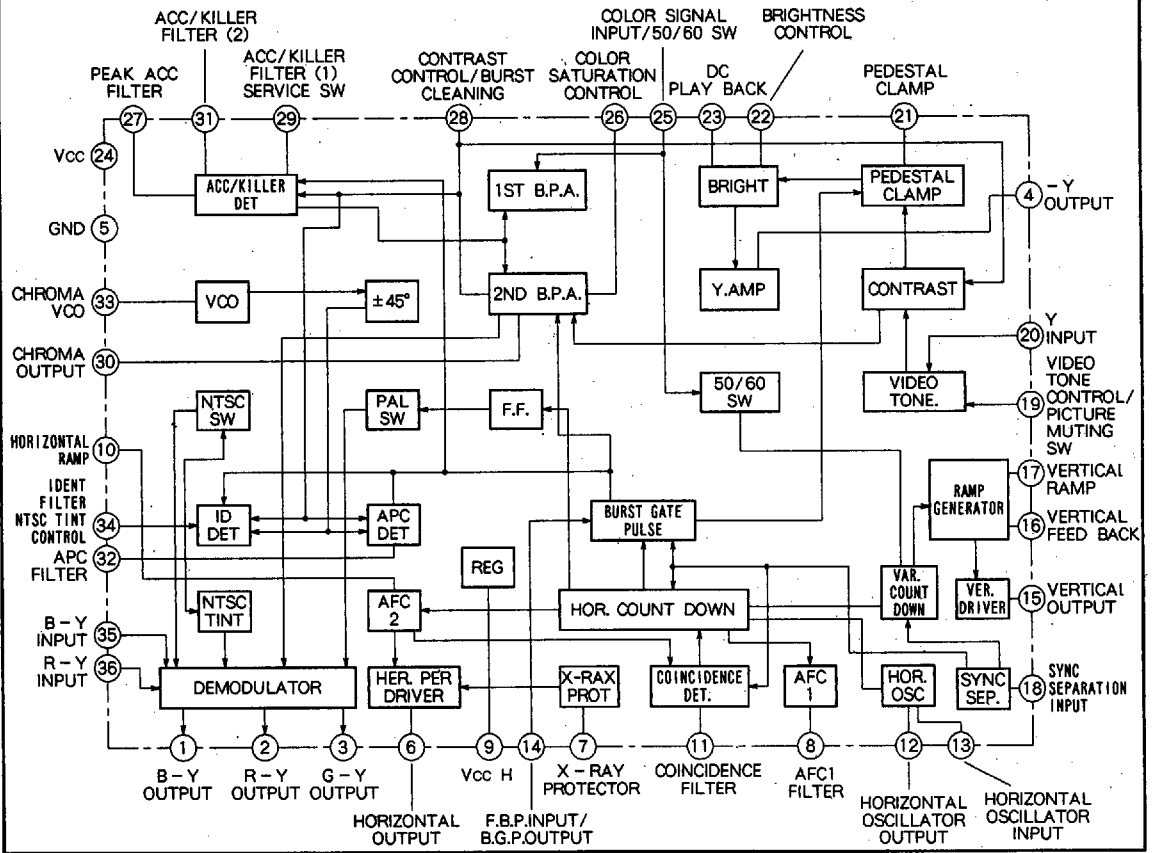 ACC/KILLER
FILTER (2)
ACC/KILLER
FILTER (1)
SERVICE SW
PEAK ACC
FILTER
CONTRAST
CONTROL/BURST
CLEANING
COLOR
SATURATION
CONTROL
COLOR SIGNAL
INPUT/50/60 SW
DC
PLAY BACK
BRIGHTNESS
CONTROL
PEDESTAL
CLAMP
27
31
29
28
26
25
23
22
21
Vcc 24
GND 5
CHROMA
VCO
33
CHROMA
OUTPUT
30
HORIZONTAL
RAMP
10
IDENT
FILTER
NTSC TINT
CONTROL
34
APC
FILTER
32
B-Y
INPUT
35
R-Y
INPUT
36
ACC/KILLER
DET
1ST B.P.A.
BRIGHT
PEDESTAL
CLAMP
VCO
±45°
2ND B.P.A.
Y.AMP
CONTRAST
NTSC
SW
PAL
SW
F.F.
50/60
SW
VIDEO
TONE.
ID
DET
APC
DET
BURST GATE
PULSE
RAMP
GENERATOR
REG
NTSC
TINT
AFC
2
HOR. COUNT DOWN
VAR.
COUNT
DOWN
VER.
DRIVER
DEMODULATOR
HER. PER
DRIVER
X-RAX
PROT
COINCIDENCE
DET.
AFC
1
HOR.
OSC
SYNC
SEP.
4
-Y
OUTPUT
20
Y
INPUT
19
VIDEO
TONE
CONTROL/
PICTURE
MUTING
SW
17
VERTICAL
RAMP
16
VERTICAL
FEED BACK
15
VERTICAL
OUTPUT
18
SYNC
SEPARATION
INPUT
1
2
3
6
9
14
7
11
8
12
13
B-Y
OUTPUT
R-Y
OUTPUT
G-Y
OUTPUT
HORIZONTAL
OUTPUT
Vcc H
F.B.P.INPUT/
B.G.P.OUTPUT
X-RAY
PROTECTOR
COINCIDENCE
FILTER
AFC1
FILTER
HORIZONTAL
OSCILLATOR
OUTPUT
HORIZONTAL
OSCILLATOR
INPUT